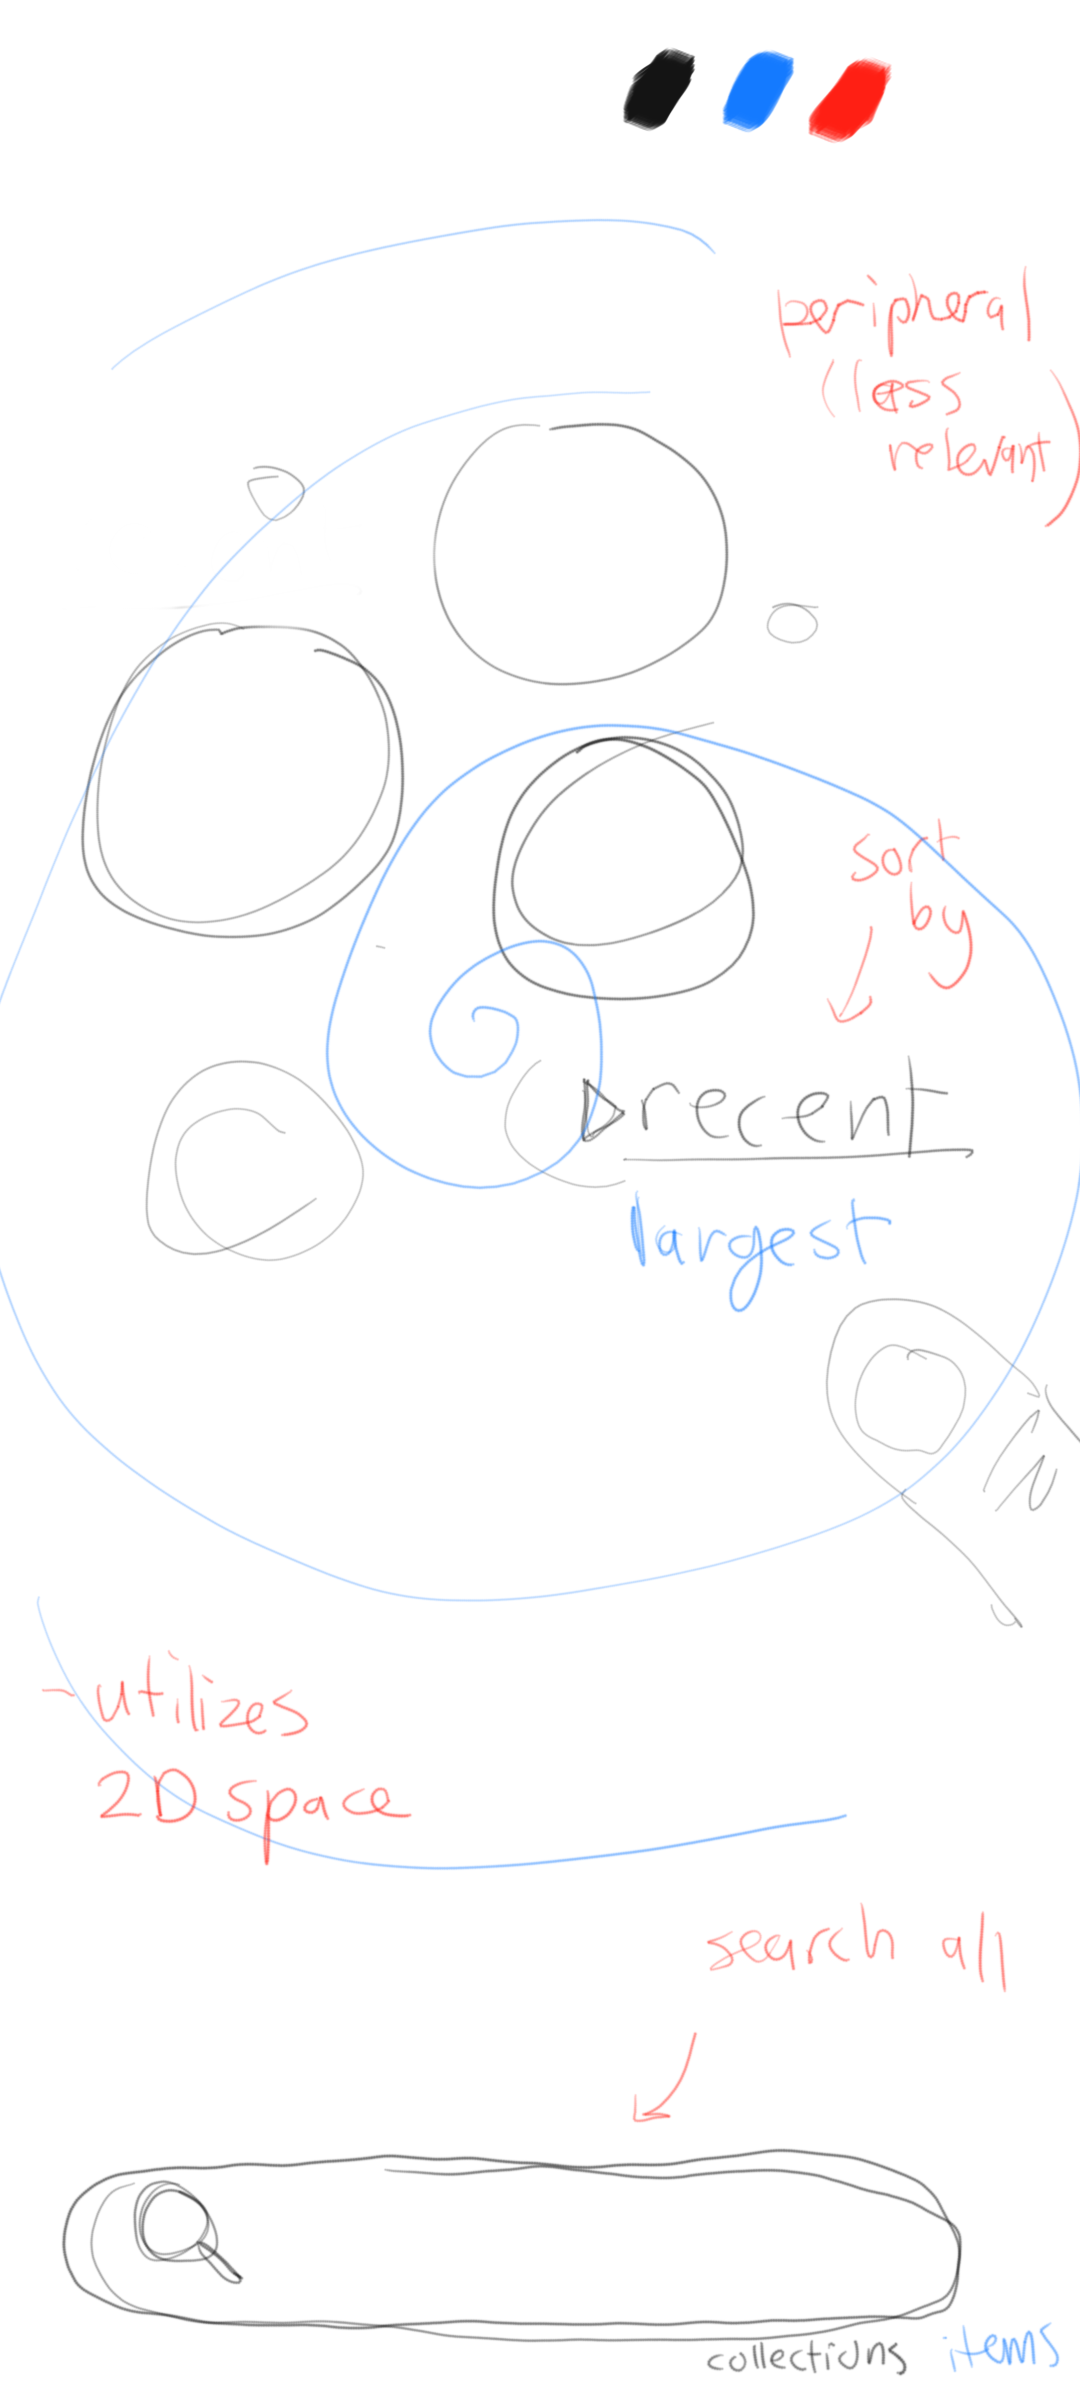 peripheral
(less
relevant)
sort
by
recent
largest
- utilizes
2D space
search all
collections items